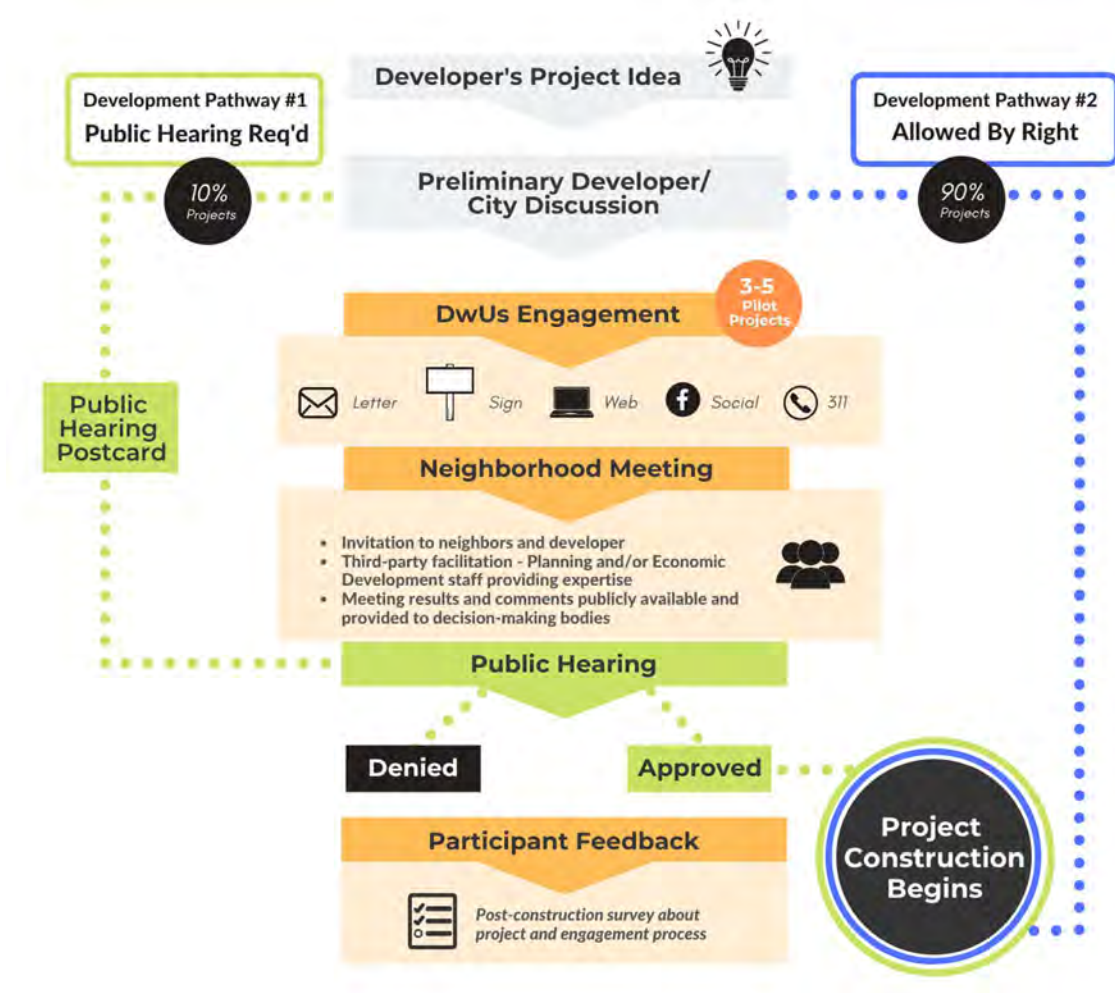 Developer's Project Idea
Development Pathway #1
Public Hearing Req'd
10%
Projects
Development Pathway #2
Allowed By Right
90%
Projects
Preliminary Developer/
City Discussion
DwUs Engagement
3-5
Pilot
Projects
Letter
Sign
Web
Social
311
Public
Hearing
Postcard
Neighborhood Meeting
• Invitation to neighbors and developer
• Third-party facilitation - Planning and/or Economic
Development staff providing expertise
• Meeting results and comments publicly available and
provided to decision-making bodies
Public Hearing
Denied
Approved
Project
Construction
Begins
Participant Feedback
Post-construction survey about
project and engagement process